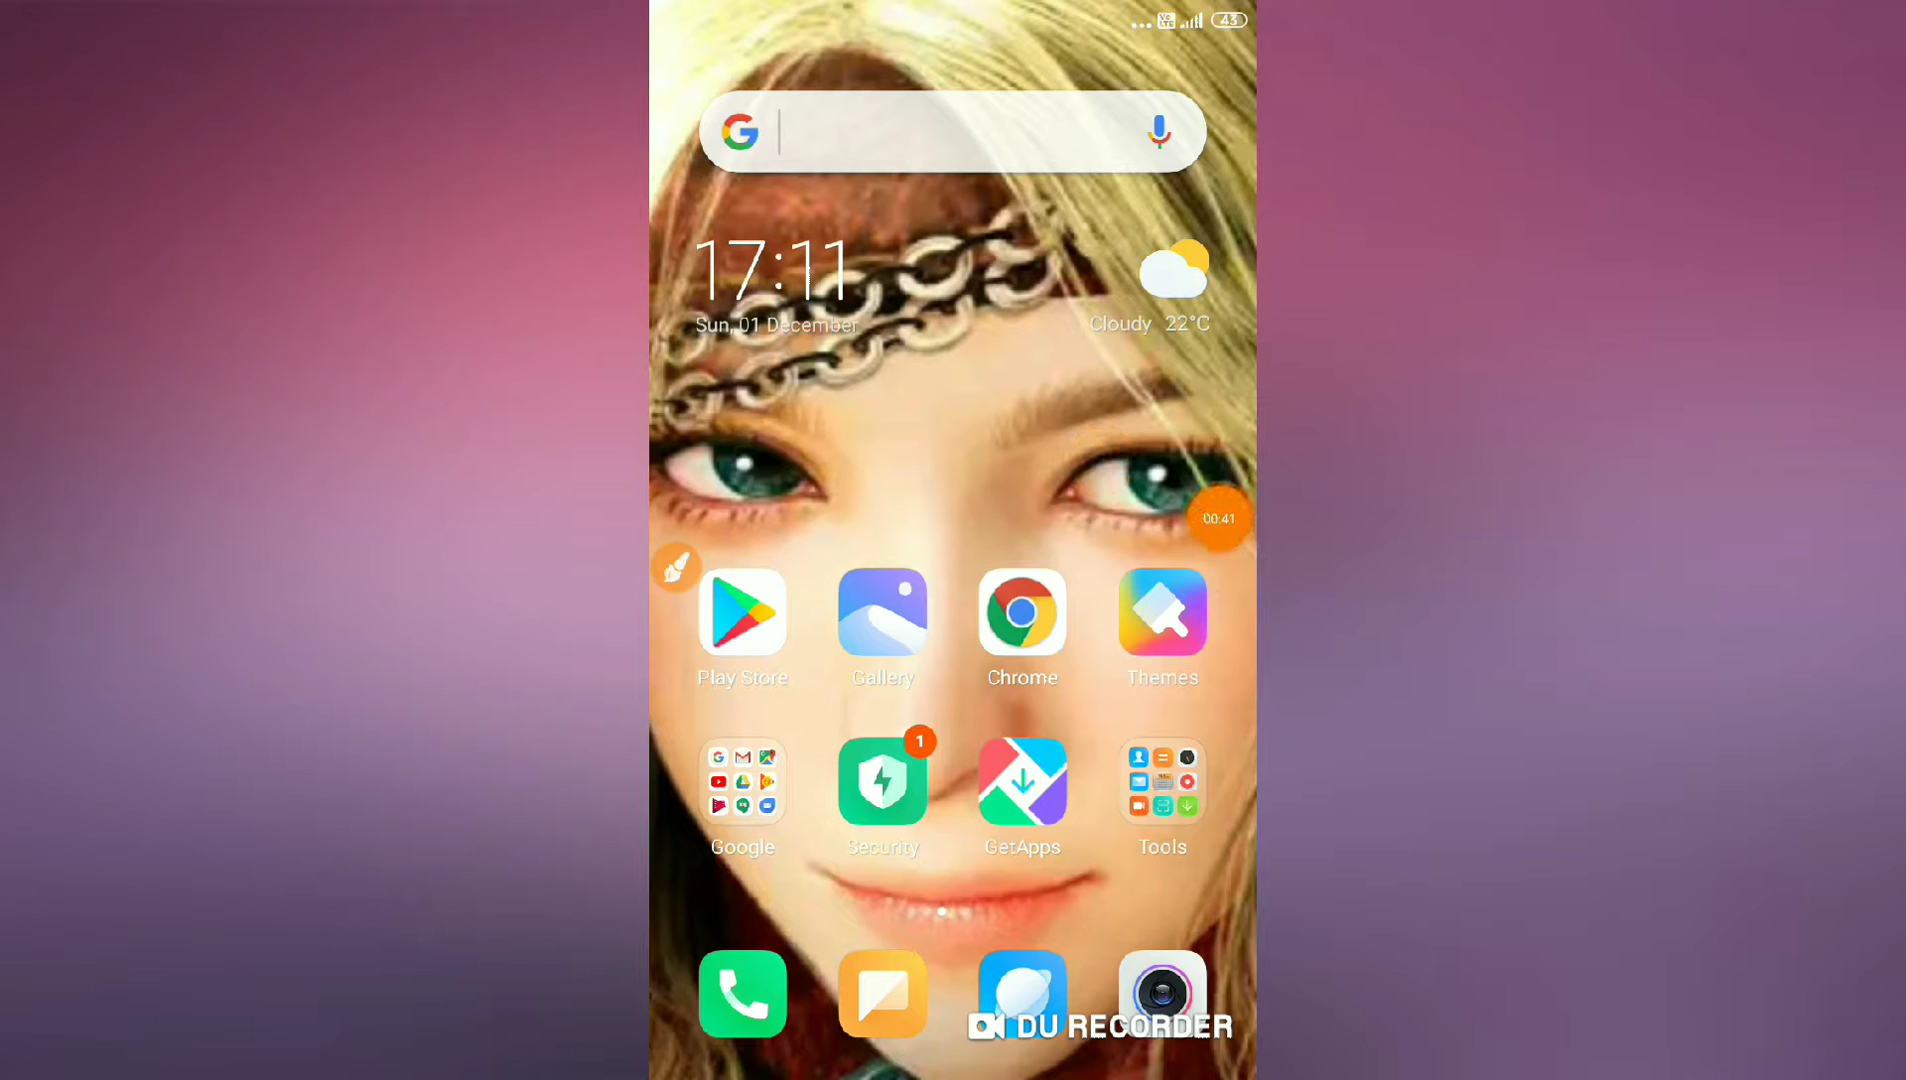 43
17:11
Sun, 01 December
Cloudy 22°C
00:41
Play Store
Gallery
Chrome
Themes
1
Google
Security
GetApps
Tools
DU RECORDER